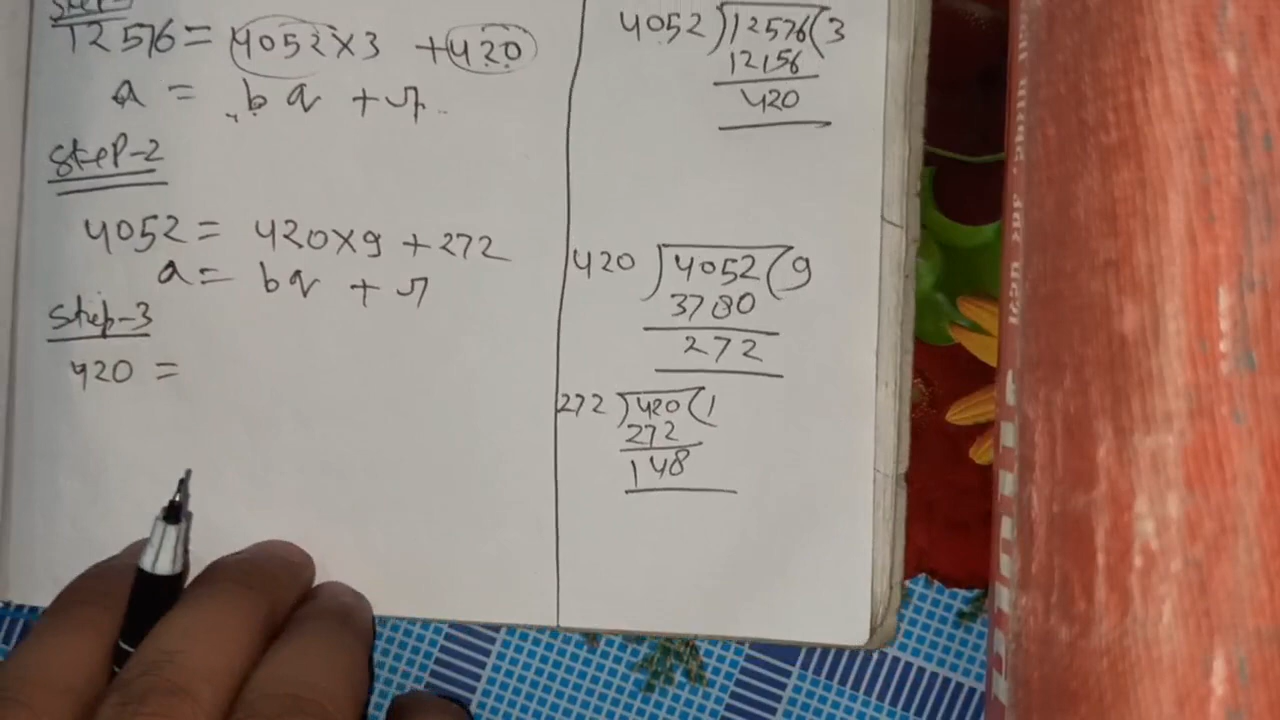 Step-
12576 = 4052×3 +420
a = bq + r
Step-2
4052 = 420×9 + 272
a = bq + r
Step-3
420 =
4052 ) 12576 ( 3
12156
420
420 ) 4052 ( 9
3780
272
272 ) 420 ( 1
272
148